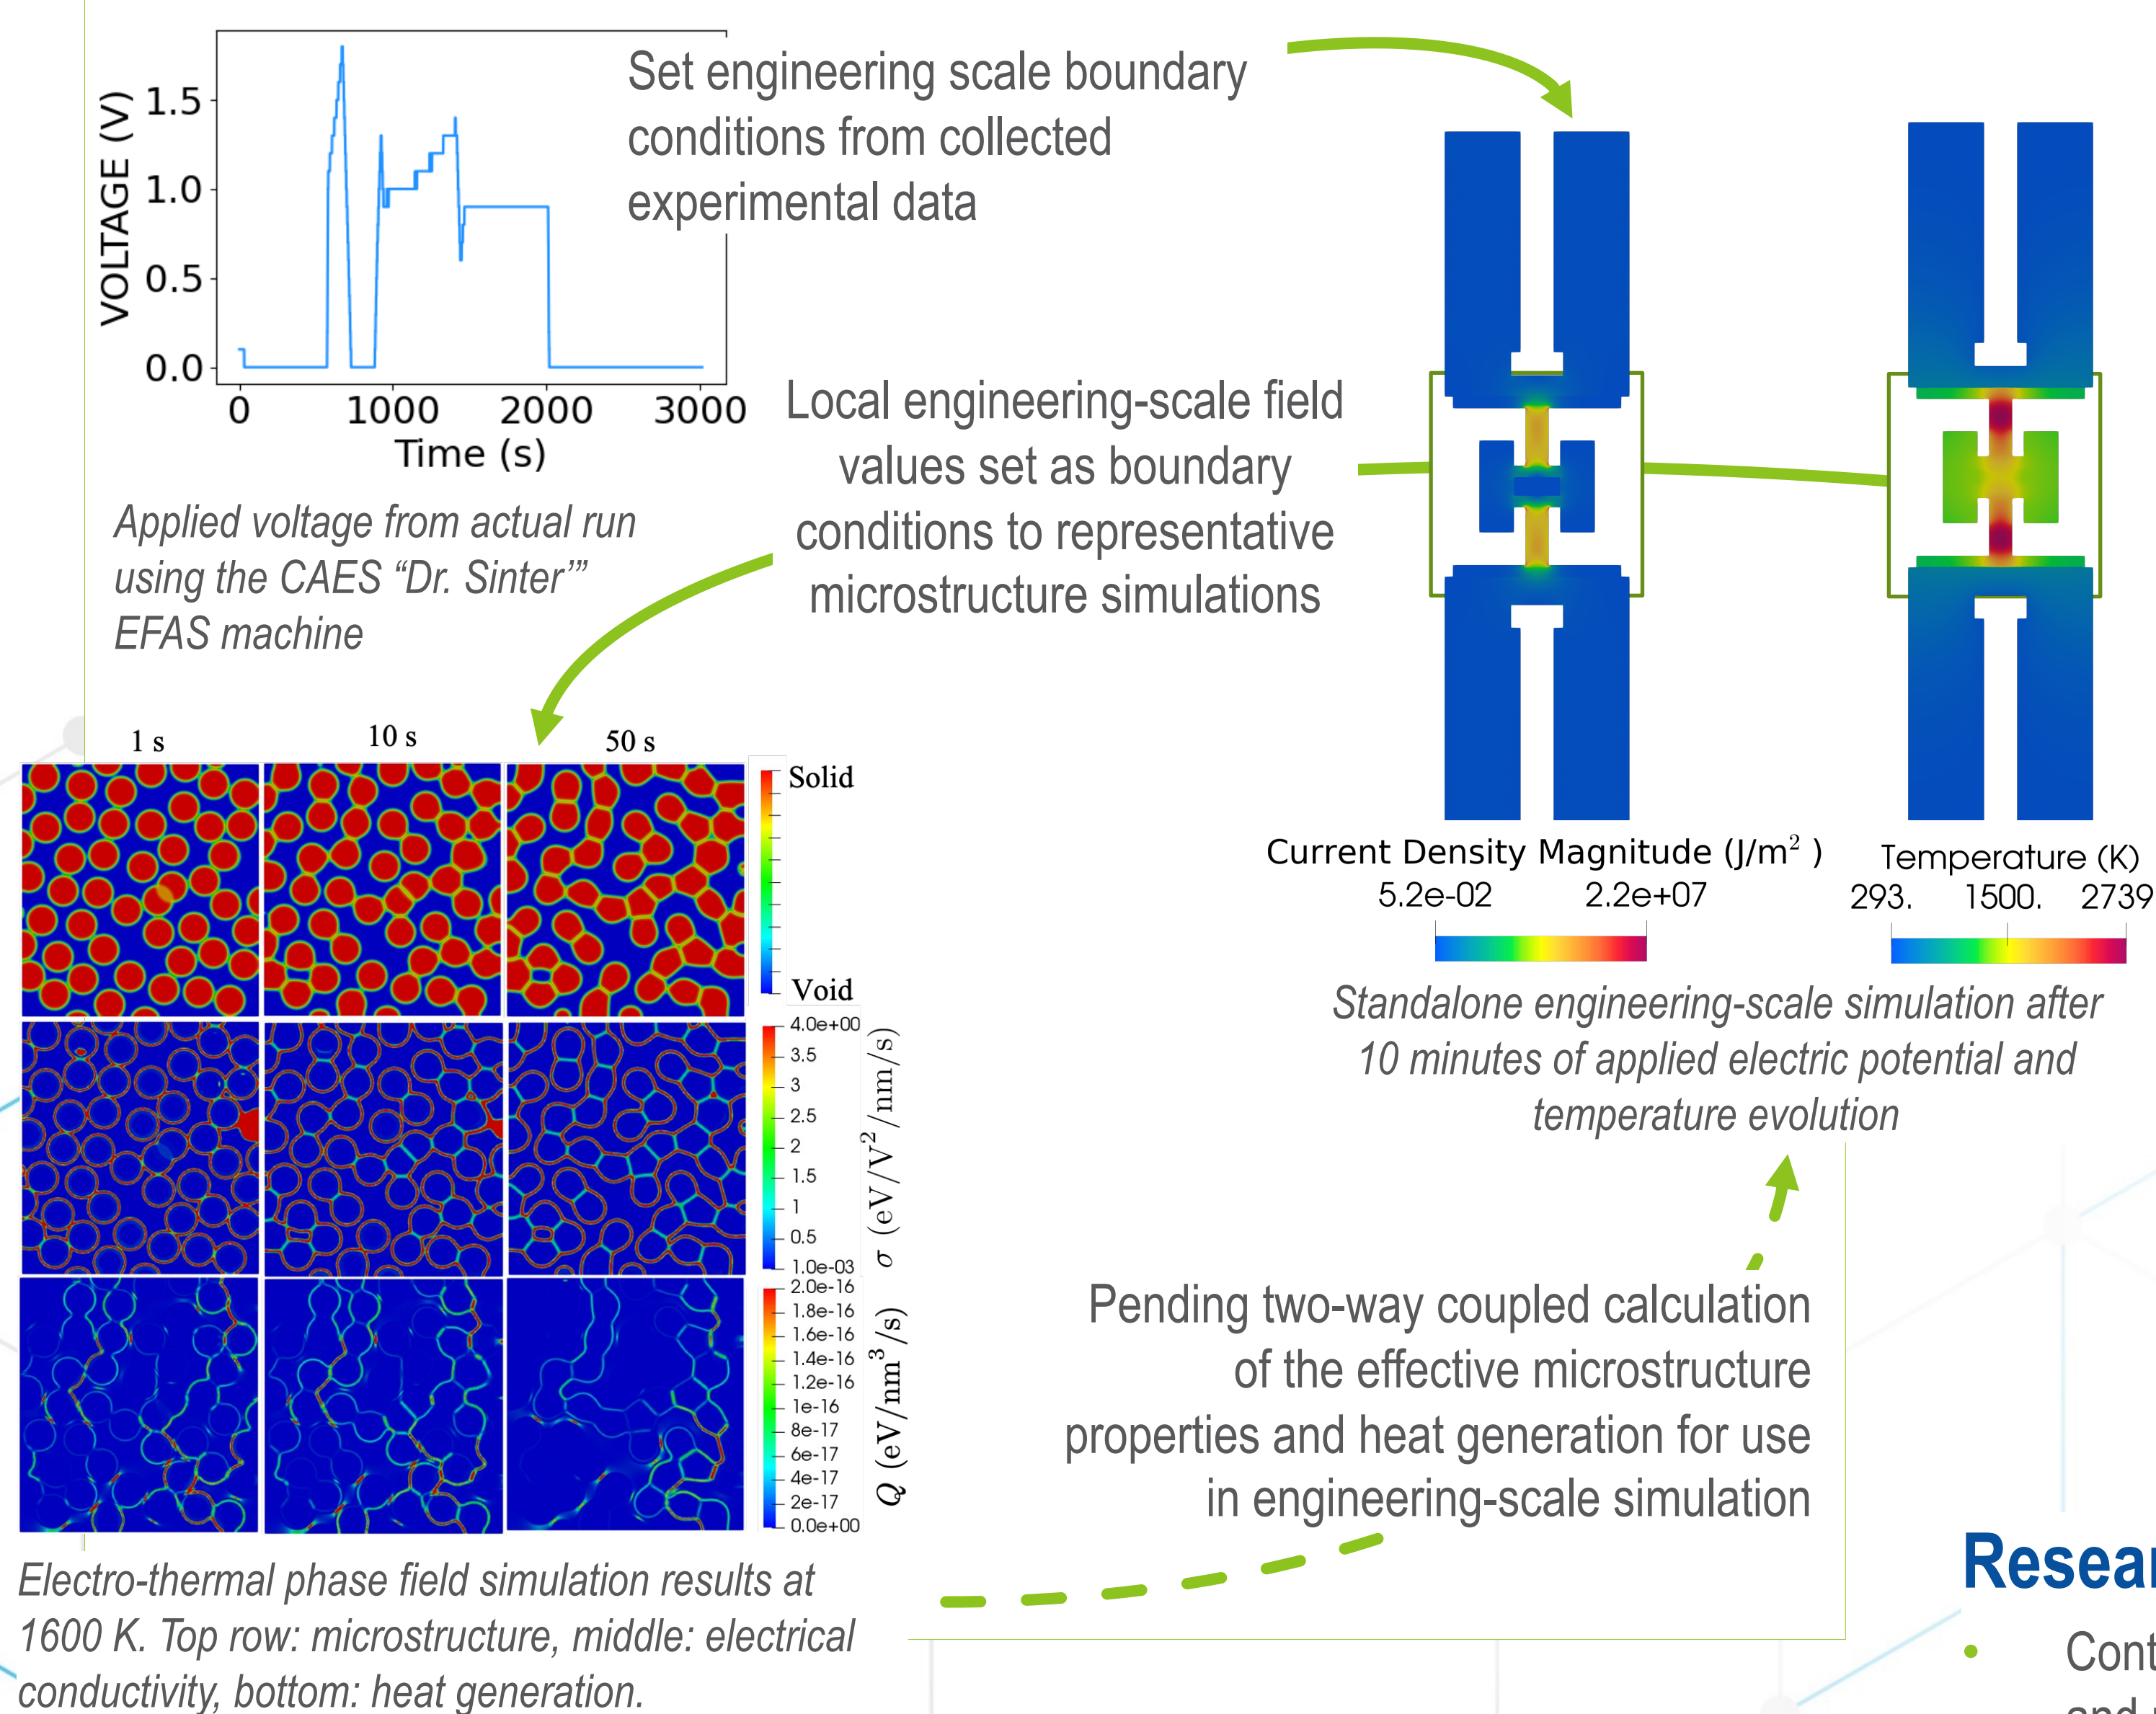 VOLTAGE (V)
1.5
1.0
0.5
0.0
0 1000 2000 3000
Time (s)
Set engineering scale boundary
conditions from collected
experimental data
Applied voltage from actual run
using the CAES “Dr. Sinter’”
EFAS machine
Local engineering-scale field
values set as boundary
conditions to representative
microstructure simulations
Current Density Magnitude (J/m² )
5.2e-02 2.2e+07
Temperature (K)
293. 1500. 2739
Standalone engineering-scale simulation after
10 minutes of applied electric potential and
temperature evolution
1 s 10 s 50 s
Solid
Void
4.0e+00
3.5
3
2.5
2
1.5
1
0.5
1.0e-03
σ (eV/V²/nm/s)
2.0e-16
1.8e-16
1.6e-16
1.4e-16
1.2e-16
1e-16
8e-17
6e-17
4e-17
2e-17
0.0e+00
Q (eV/nm³/s)
Pending two-way coupled calculation
of the effective microstructure
properties and heat generation for use
in engineering-scale simulation
Electro-thermal phase field simulation results at
1600 K. Top row: microstructure, middle: electrical
conductivity, bottom: heat generation.
Resear
• Cont
and